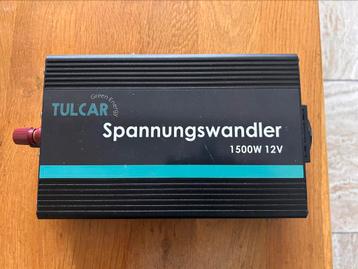 Green Energy
TULCAR
Spannungswandler
1500W 12V